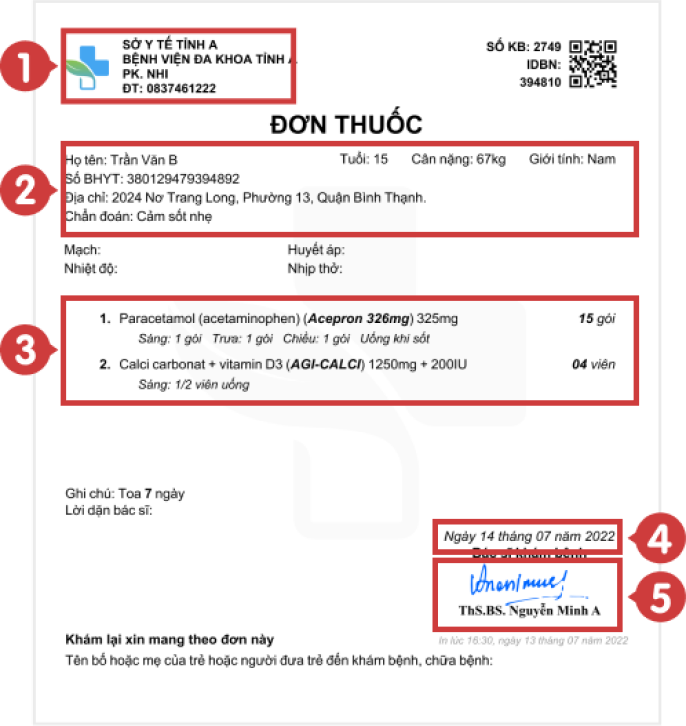 1
SỞ Y TẾ TỈNH A
BỆNH VIỆN ĐA KHOA TỈNH A
PK. NHI
ĐT: 0837461222
SỐ KB: 2749
IDBN:
394810
ĐƠN THUỐC
2
Họ tên: Trần Văn B Tuổi: 15 Cân nặng: 67kg Giới tính: Nam
Số BHYT: 380129479394892
Địa chỉ: 2024 Nơ Trang Long, Phường 13, Quận Bình Thạnh.
Chẩn đoán: Cảm sốt nhẹ
Mạch: Huyết áp:
Nhiệt độ: Nhịp thở:
3
1. Paracetamol (acetaminophen) (Acepron 326mg) 325mg 15 gói
Sáng: 1 gói Trưa: 1 gói Chiều: 1 gói Uống khi sốt
2. Calci carbonat + vitamin D3 (AGI-CALCI) 1250mg + 200IU 04 viên
Sáng: 1/2 viên uống
Ghi chú: Toa 7 ngày
Lời dặn bác sĩ:
Ngày 14 tháng 07 năm 2022
4
Bác sĩ khám bệnh
5
ThS.BS. Nguyễn Minh A
Khám lại xin mang theo đơn này
In lúc 16:30, ngày 13 tháng 07 năm 2022
Tên bố hoặc mẹ của trẻ hoặc người đưa trẻ đến khám bệnh, chữa bệnh: